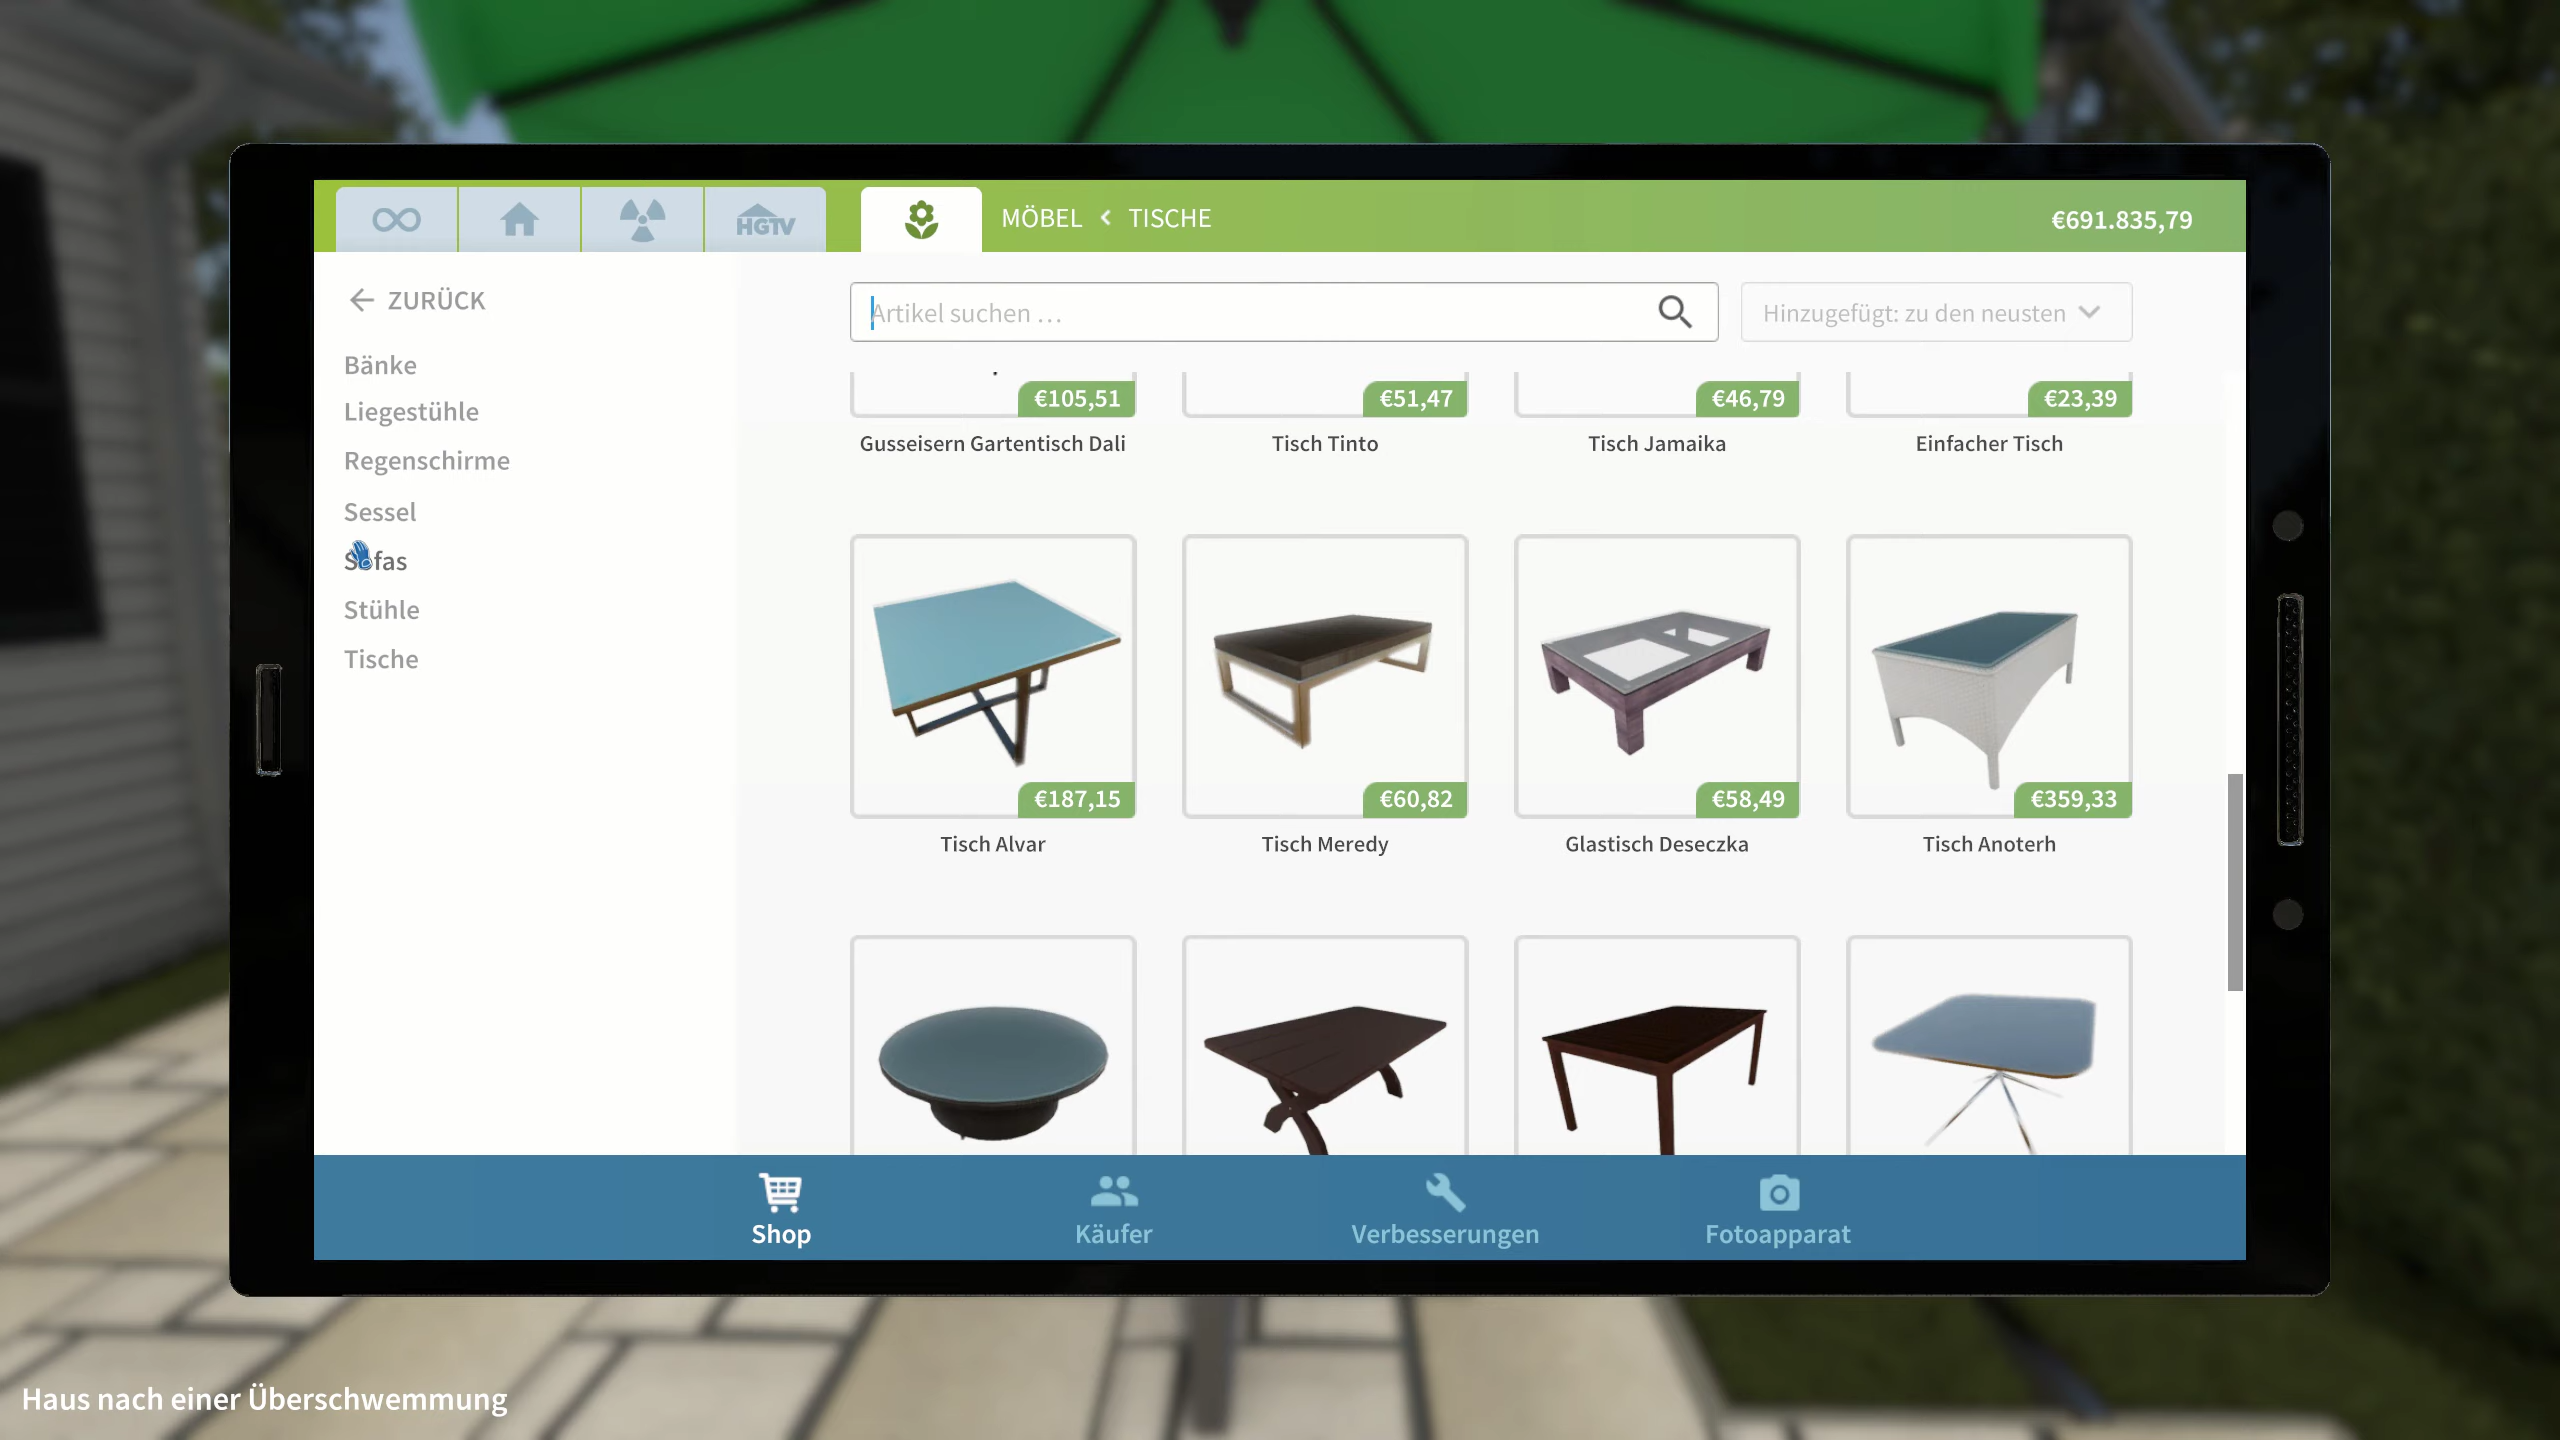 HGTV
MÖBEL < TISCHE
€691.835,79
ZURÜCK
Bänke
Liegestühle
Regenschirme
Sessel
Sofas
Stühle
Tische
Artikel suchen ...
Hinzugefügt: zu den neusten
€105,51
€51,47
€46,79
€23,39
Gusseisern Gartentisch Dali
Tisch Tinto
Tisch Jamaika
Einfacher Tisch
€187,15
€60,82
€58,49
€359,33
Tisch Alvar
Tisch Meredy
Glastisch Deseczka
Tisch Anoterh
Shop
Käufer
Verbesserungen
Fotoapparat
Haus nach einer Überschwemmung